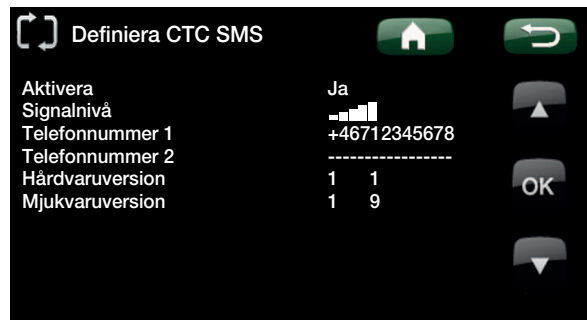 Definiera CTC SMS
Aktivera Ja
Signalnivå
Telefonnummer 1 +46712345678
Telefonnummer 2 -----------------
Hårdvaruversion 1 1
OK
Mjukvaruversion 1 9